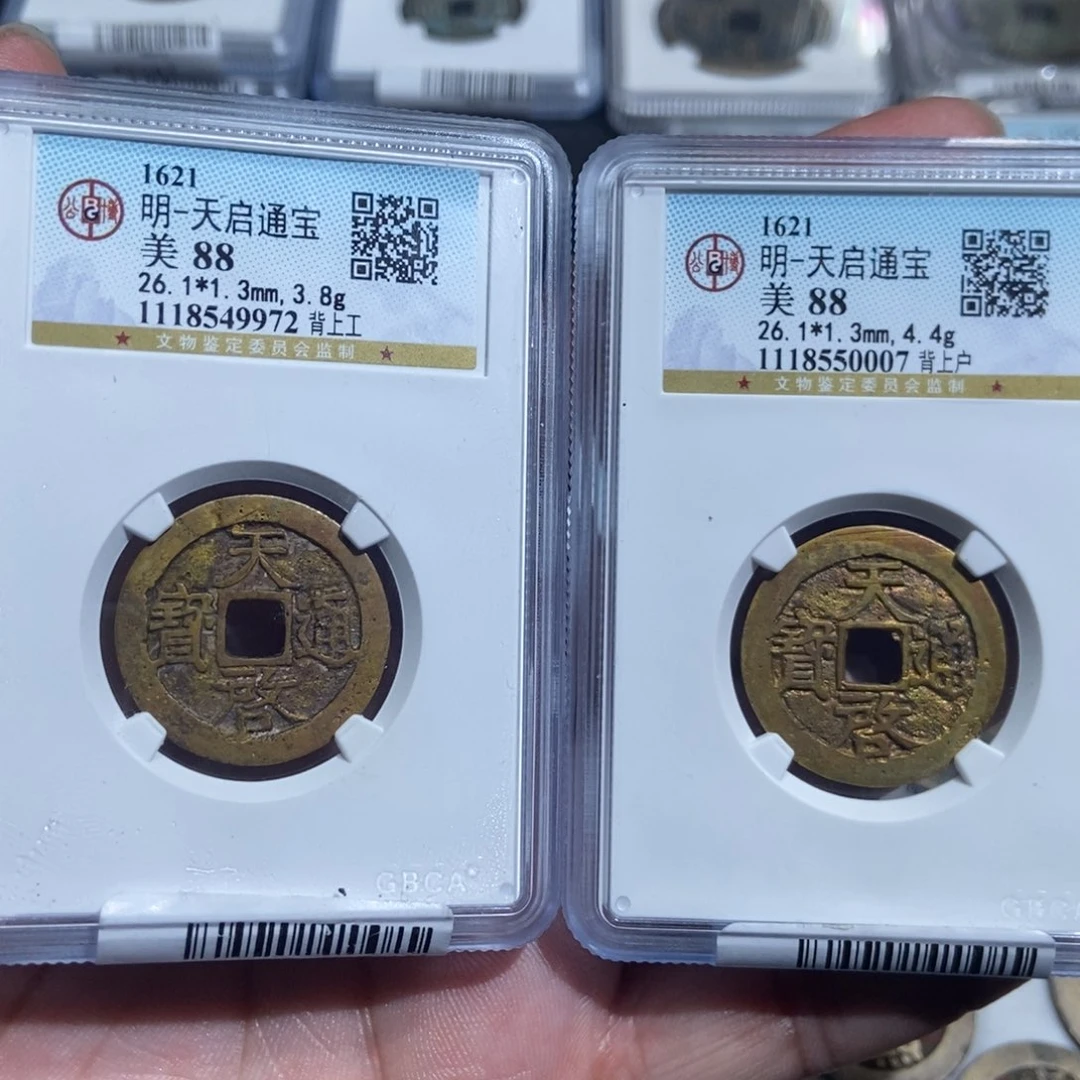 1621
明-天启通宝
美 88
26.1*1.3mm, 3.8g
1118549972 背上工
★ 文物鉴定委员会监制 ★
天
寶 通
啓
GBCA
1621
明-天启通宝
美 88
26.1*1.3mm, 4.4g
1118550007 背上户
★ 文物鉴定委员会监制 ★
天
寶 通
啓
GBCA